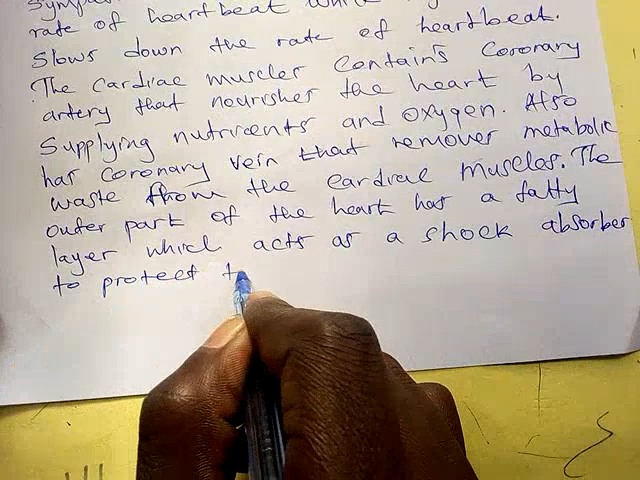 rate of heartbeat while
slows down the rate of heartbeat.
The cardiac muscles contains coronary
artery that nourishes the heart by
supplying nutrients and oxygen. Also
has coronary vein that removes metabolic
waste from the cardiac muscles. The
outer part of the heart has a fatty
layer which acts as a shock absorber
to protect t